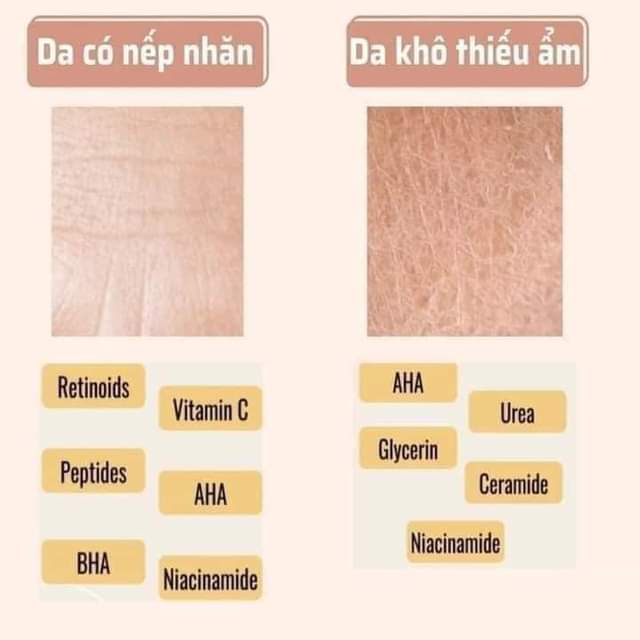 Da có nếp nhăn
Da khô thiếu ẩm
Retinoids
Vitamin C
Peptides
AHA
BHA
Niacinamide
AHA
Urea
Glycerin
Ceramide
Niacinamide